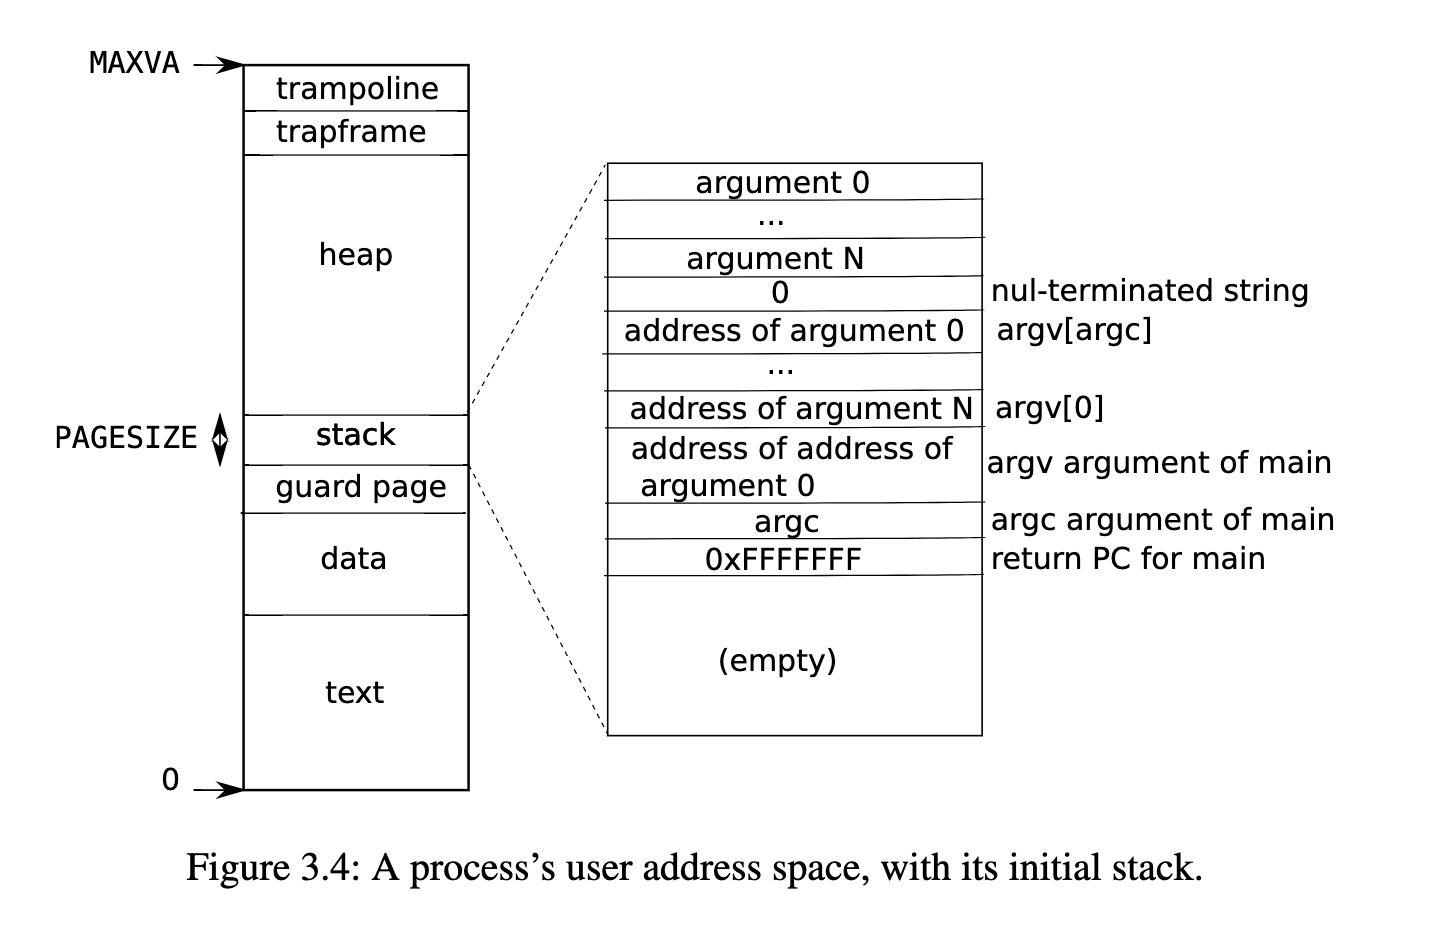 MAXVA
trampoline
trapframe
heap
PAGESIZE
stack
guard page
data
text
0
argument 0
...
argument N
0 nul-terminated string
address of argument 0 argv[argc]
...
address of argument N argv[0]
address of address of
argument 0
argv argument of main
argc argc argument of main
0xFFFFFFF return PC for main
(empty)
Figure 3.4: A process’s user address space, with its initial stack.